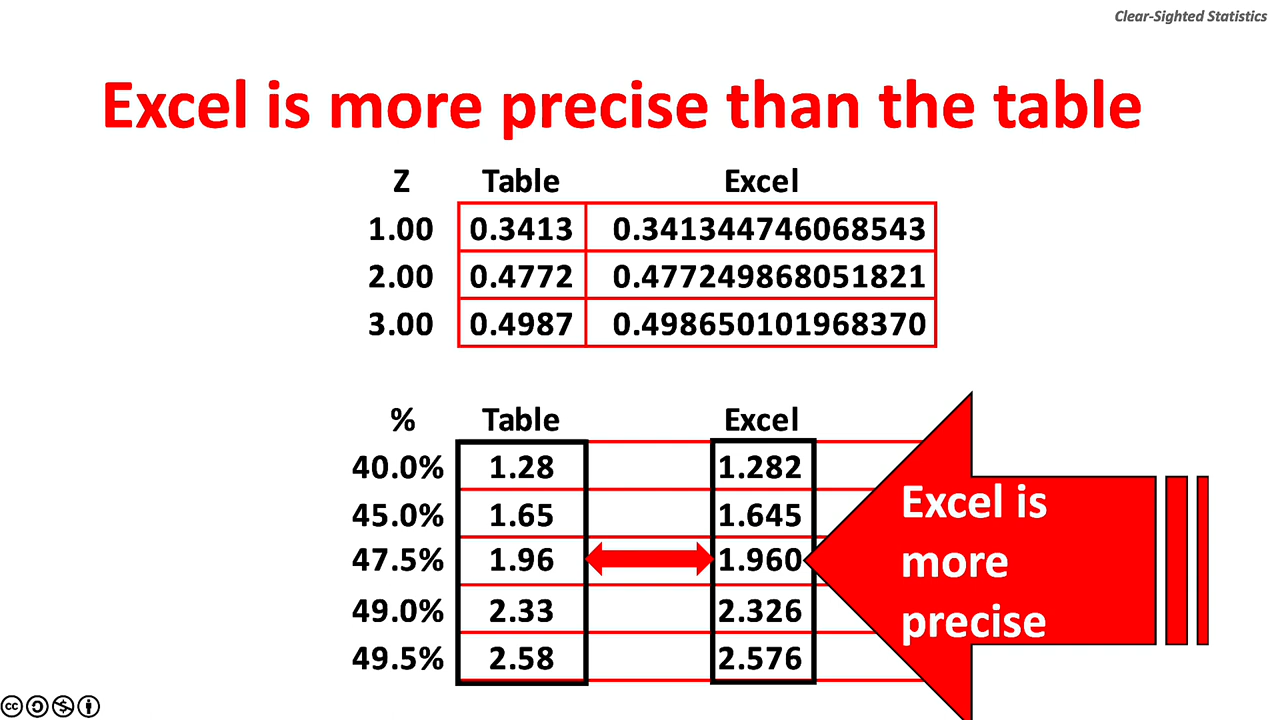 Clear-Sighted Statistics
Excel is more precise than the table
Z Table Excel
1.00 0.3413 0.341344746068543
2.00 0.4772 0.477249868051821
3.00 0.4987 0.498650101968370
% Table Excel
40.0% 1.28 1.282
45.0% 1.65 1.645
47.5% 1.96 1.960
49.0% 2.33 2.326
49.5% 2.58 2.576
Excel is
more
precise
cc